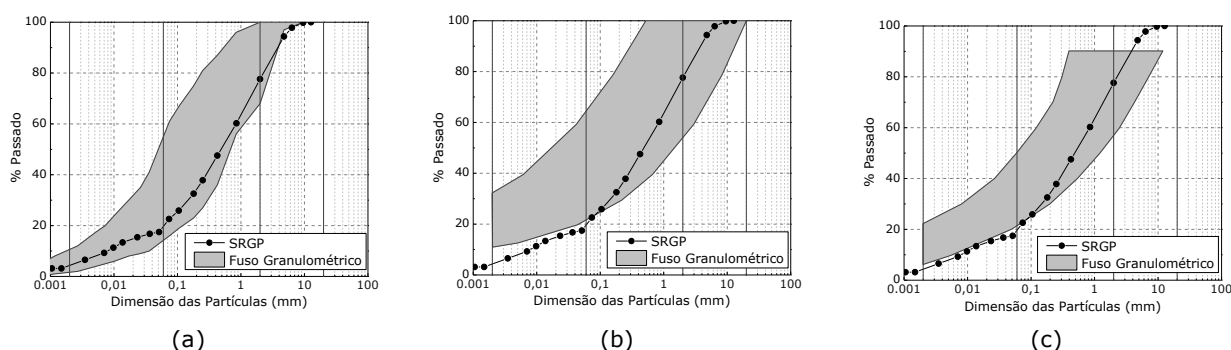 100
80
60
40
20
0
% Passado
0.001
0,01
0,1
1
10
100
Dimensão das Partículas (mm)
SRGP
Fuso Granulométrico
(a)
100
80
60
40
20
0
% Passado
0.001
0,01
0,1
1
10
100
Dimensão das Partículas (mm)
SRGP
Fuso Granulométrico
(b)
100
80
60
40
20
0
% Passado
0.001
0,01
0,1
1
10
100
Dimensão das Partículas (mm)
SRGP
Fuso Granulométrico
(c)